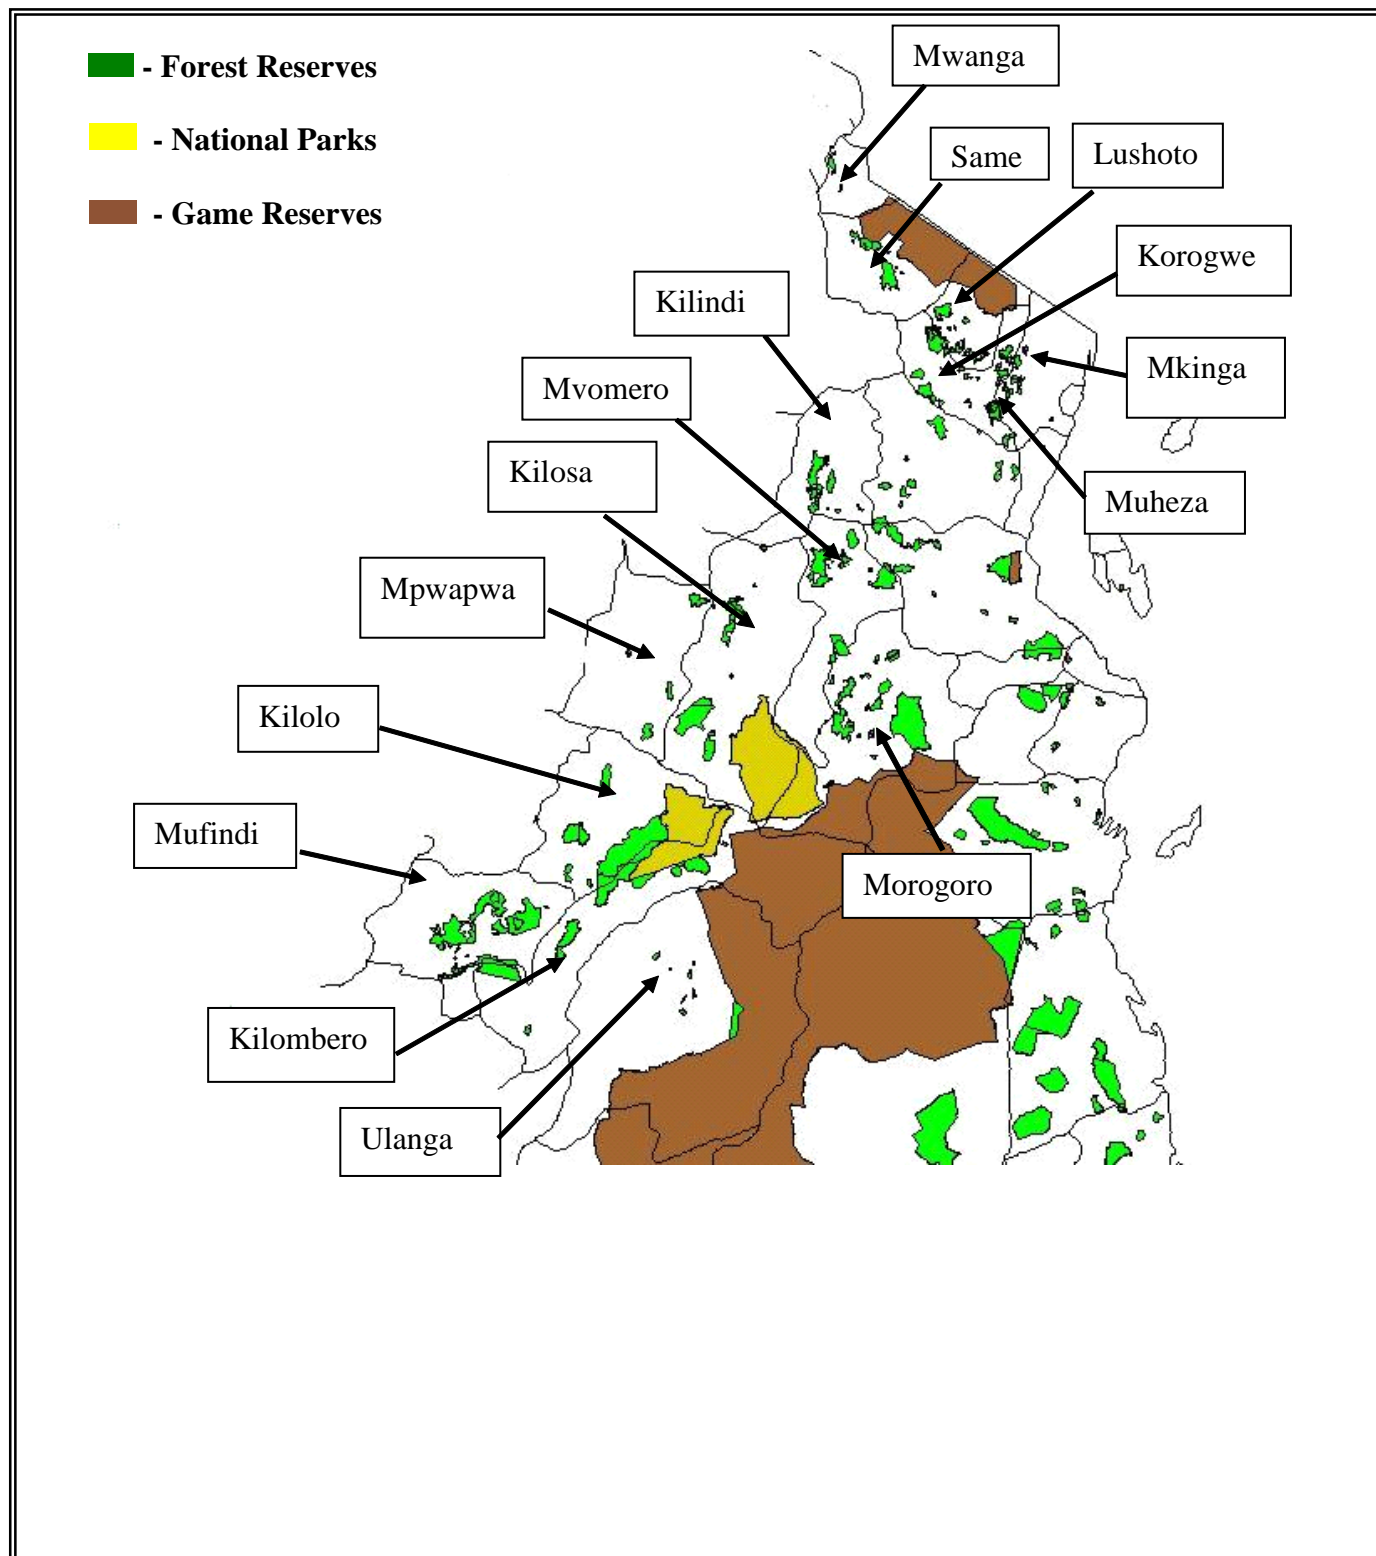 - Forest Reserves
- National Parks
- Game Reserves
Mwanga
Same
Lushoto
Korogwe
Kilindi
Mkinga
Mvomero
Kilosa
Muheza
Mpwapwa
Kilolo
Mufindi
Morogoro
Kilombero
Ulanga